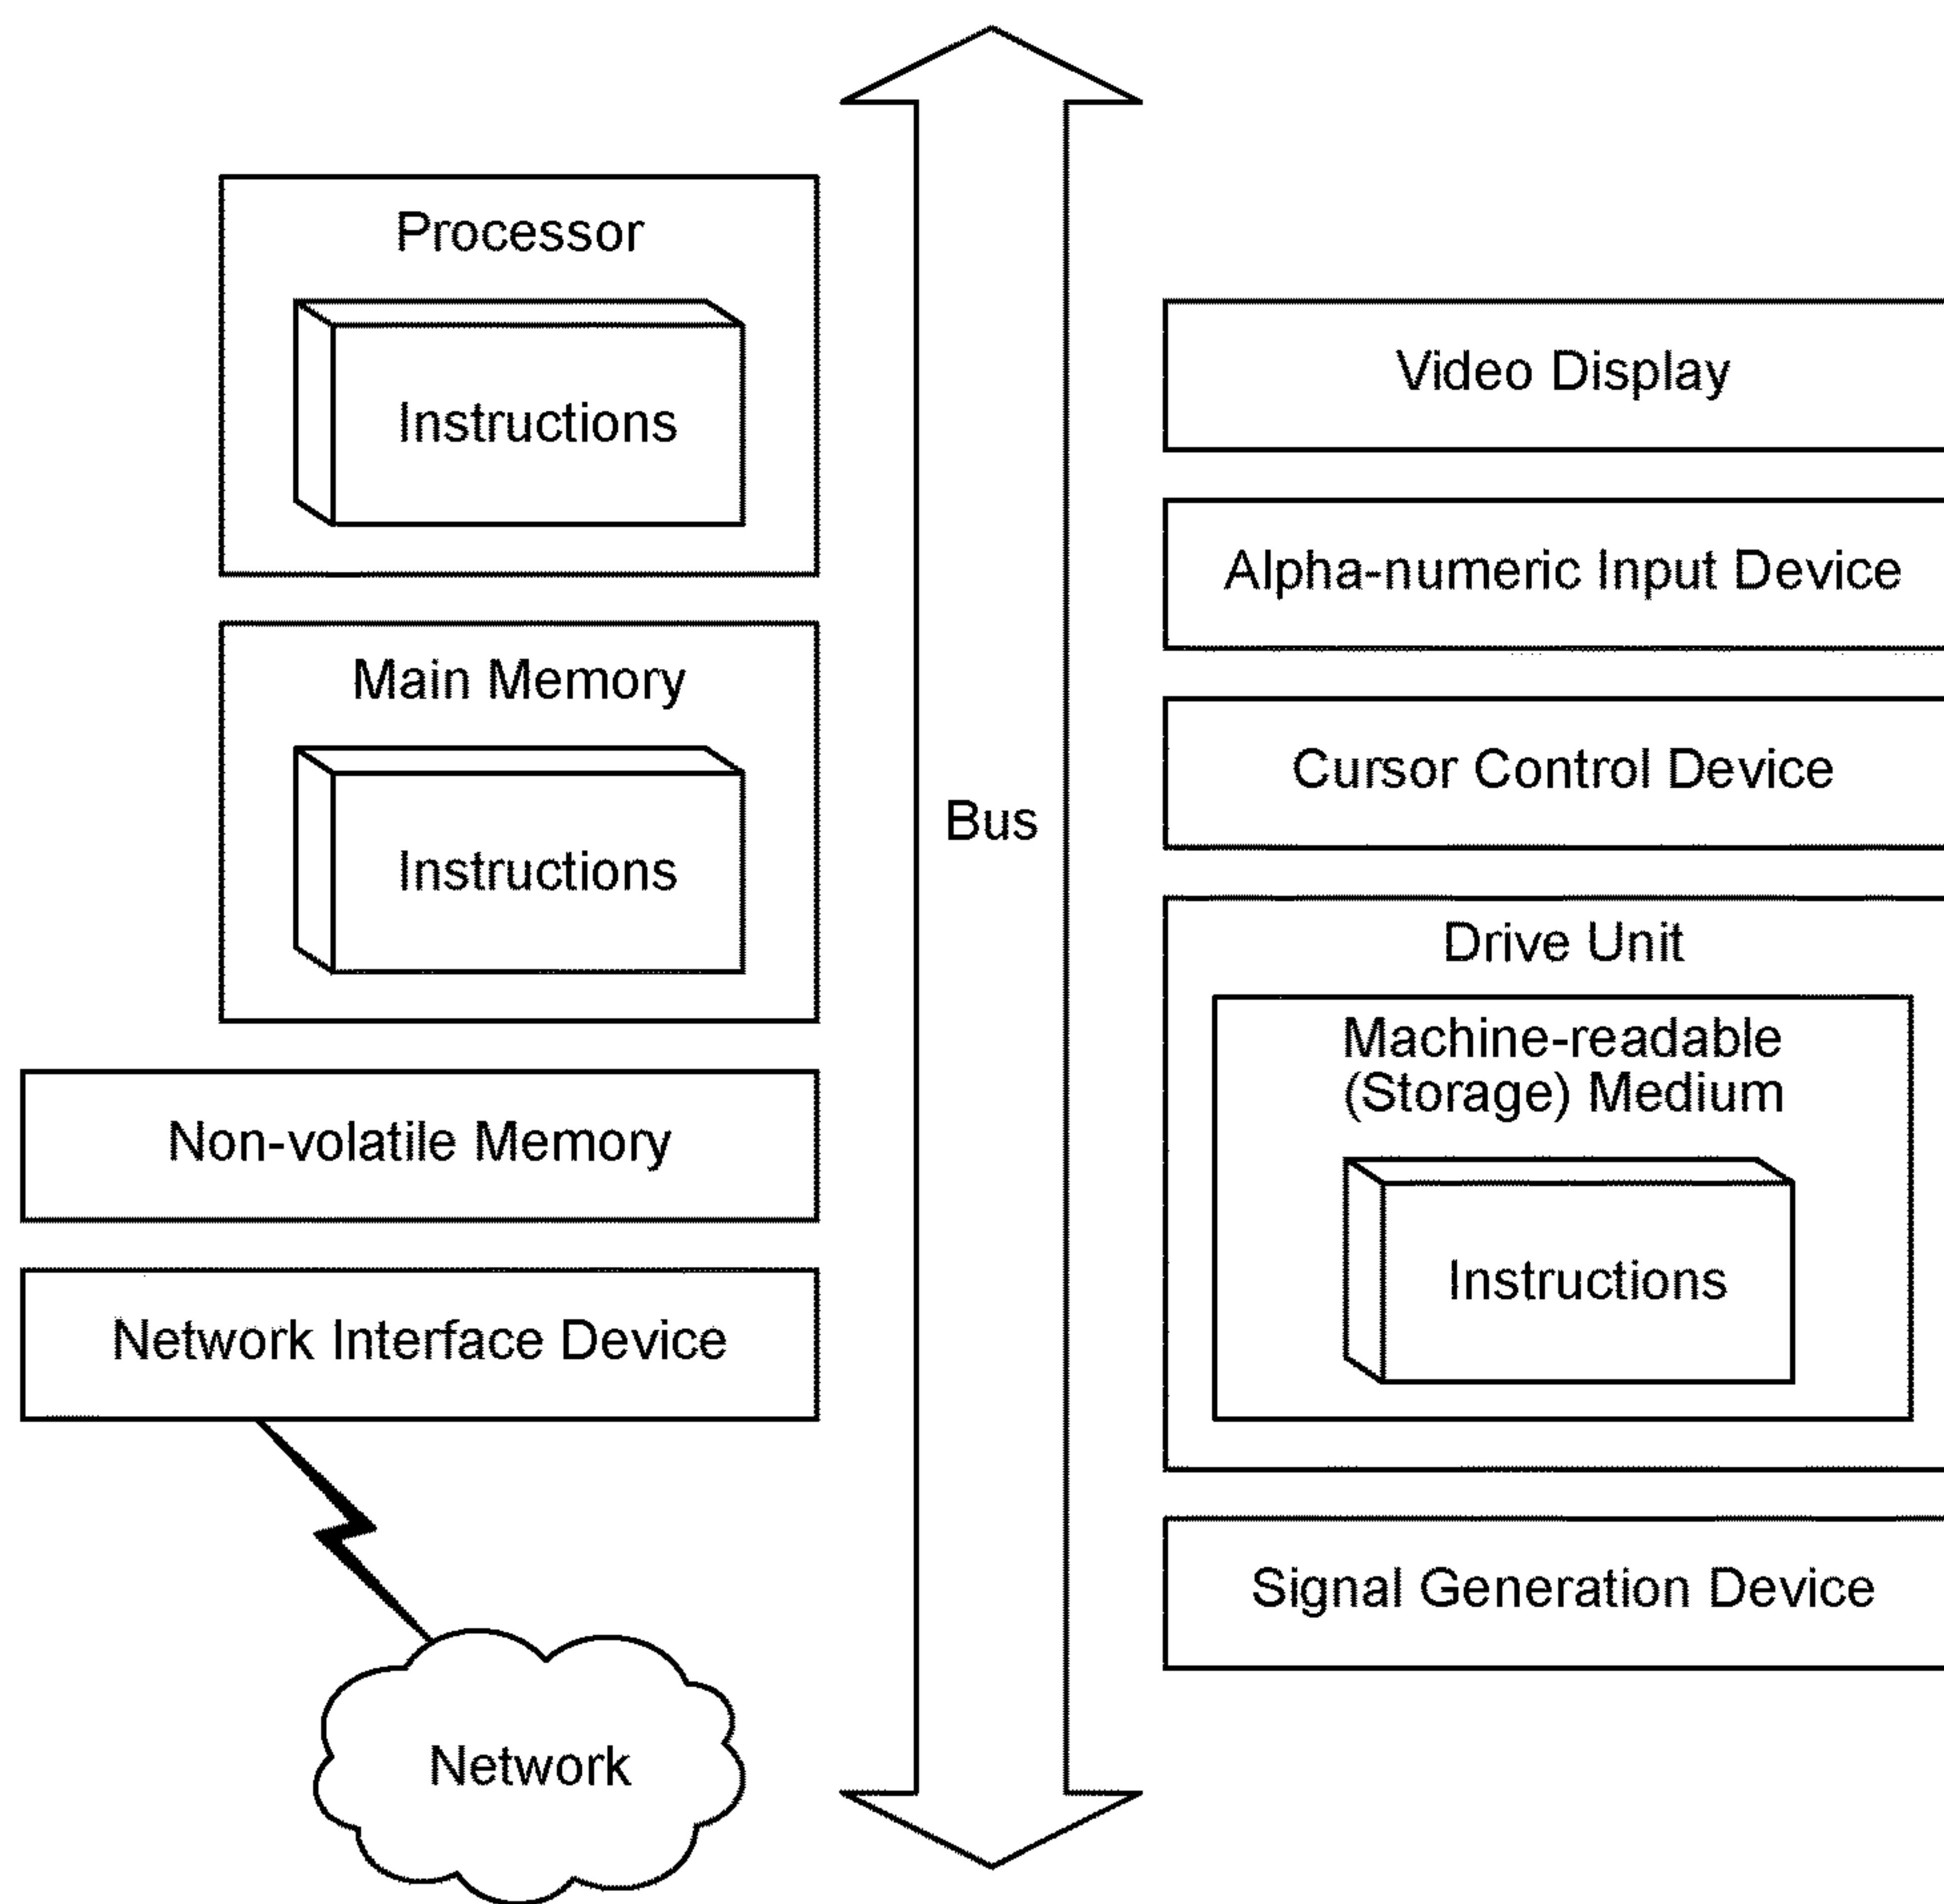 Processor
Instructions
Main Memory
Instructions
Non-volatile Memory
Network Interface Device
Network
Bus
Video Display
Alpha-numeric Input Device
Cursor Control Device
Drive Unit
Machine-readable
(Storage) Medium
Instructions
Signal Generation Device